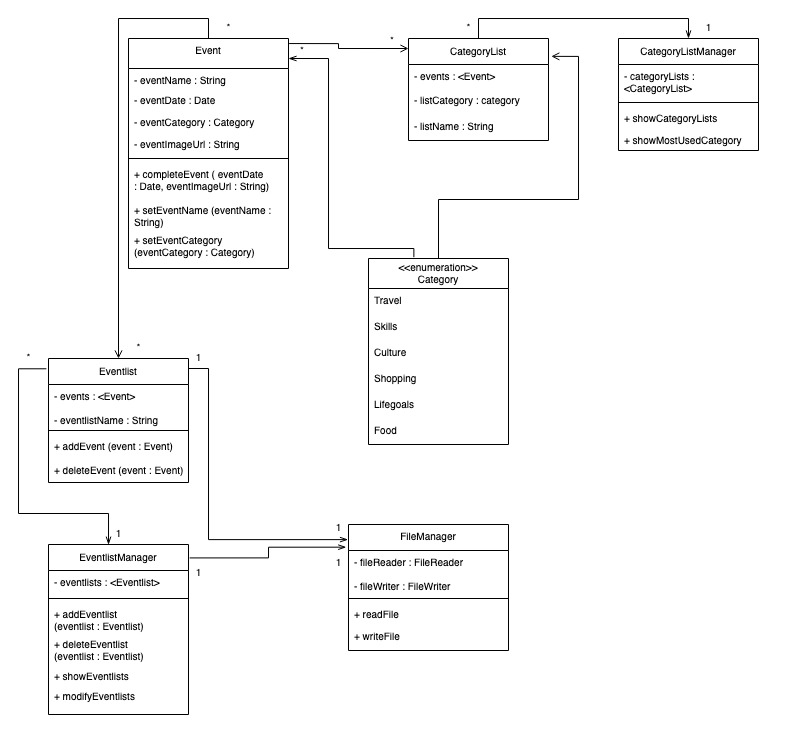 *
*
*
*
1
Event
- eventName : String
- eventDate : Date
- eventCategory : Category
- eventImageUrl : String
+ completeEvent ( eventDate
: Date, eventImageUrl : String)
+ setEventName (eventName :
String)
+ setEventCategory
(eventCategory : Category)
CategoryList
- events : <Event>
- listCategory : category
- listName : String
CategoryListManager
- categoryLists :
<CategoryList>
+ showCategoryLists
+ showMostUsedCategory
<<enumeration>>
Category
Travel
Skills
Culture
Shopping
Lifegoals
Food
*
*
1
Eventlist
- events : <Event>
- eventlistName : String
+ addEvent (event : Event)
+ deleteEvent (event : Event)
1
1
1
1
EventlistManager
- eventlists : <Eventlist>
+ addEventlist
(eventlist : Eventlist)
+ deleteEventlist
(eventlist : Eventlist)
+ showEventlists
+ modifyEventlists
FileManager
- fileReader : FileReader
- fileWriter : FileWriter
+ readFile
+ writeFile